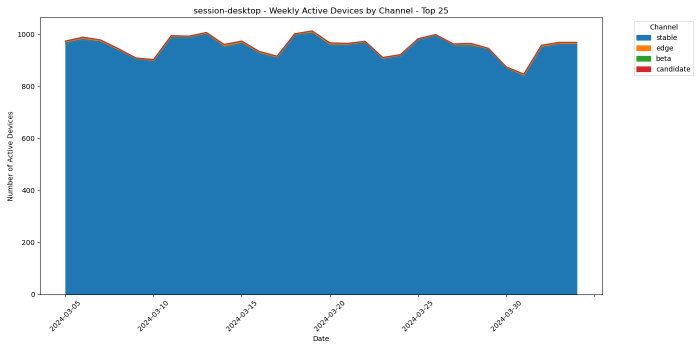 session-desktop - Weekly Active Devices by Channel - Top 25
Channel
stable
edge
beta
candidate
Number of Active Devices
1000
800
600
400
200
0
2024-03-05
2024-03-10
2024-03-15
2024-03-20
2024-03-25
2024-03-30
Date